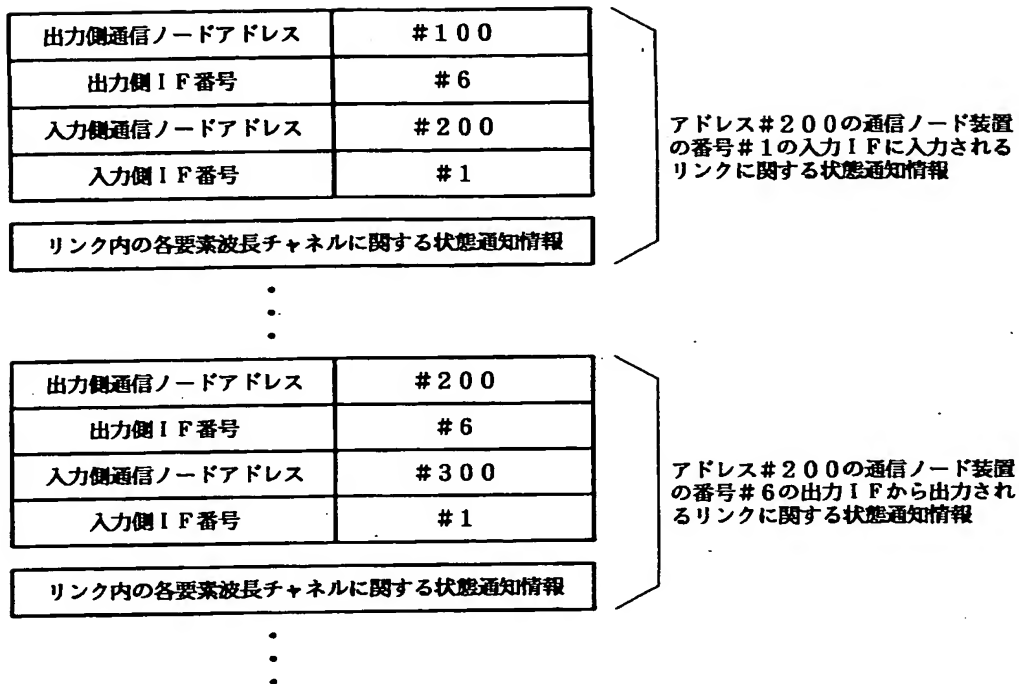 出力側通信ノードアドレス #100
出力側IF番号 #6
入力側通信ノードアドレス #200
入力側IF番号 #1
リンク内の各要素波長チャネルに関する状態通知情報
アドレス#200の通信ノード装置
の番号#1の入力IFに入力される
リンクに関する状態通知情報
出力側通信ノードアドレス #200
出力側IF番号 #6
入力側通信ノードアドレス #300
入力側IF番号 #1
リンク内の各要素波長チャネルに関する状態通知情報
アドレス#200の通信ノード装置
の番号#6の出力IFから出力され
るリンクに関する状態通知情報